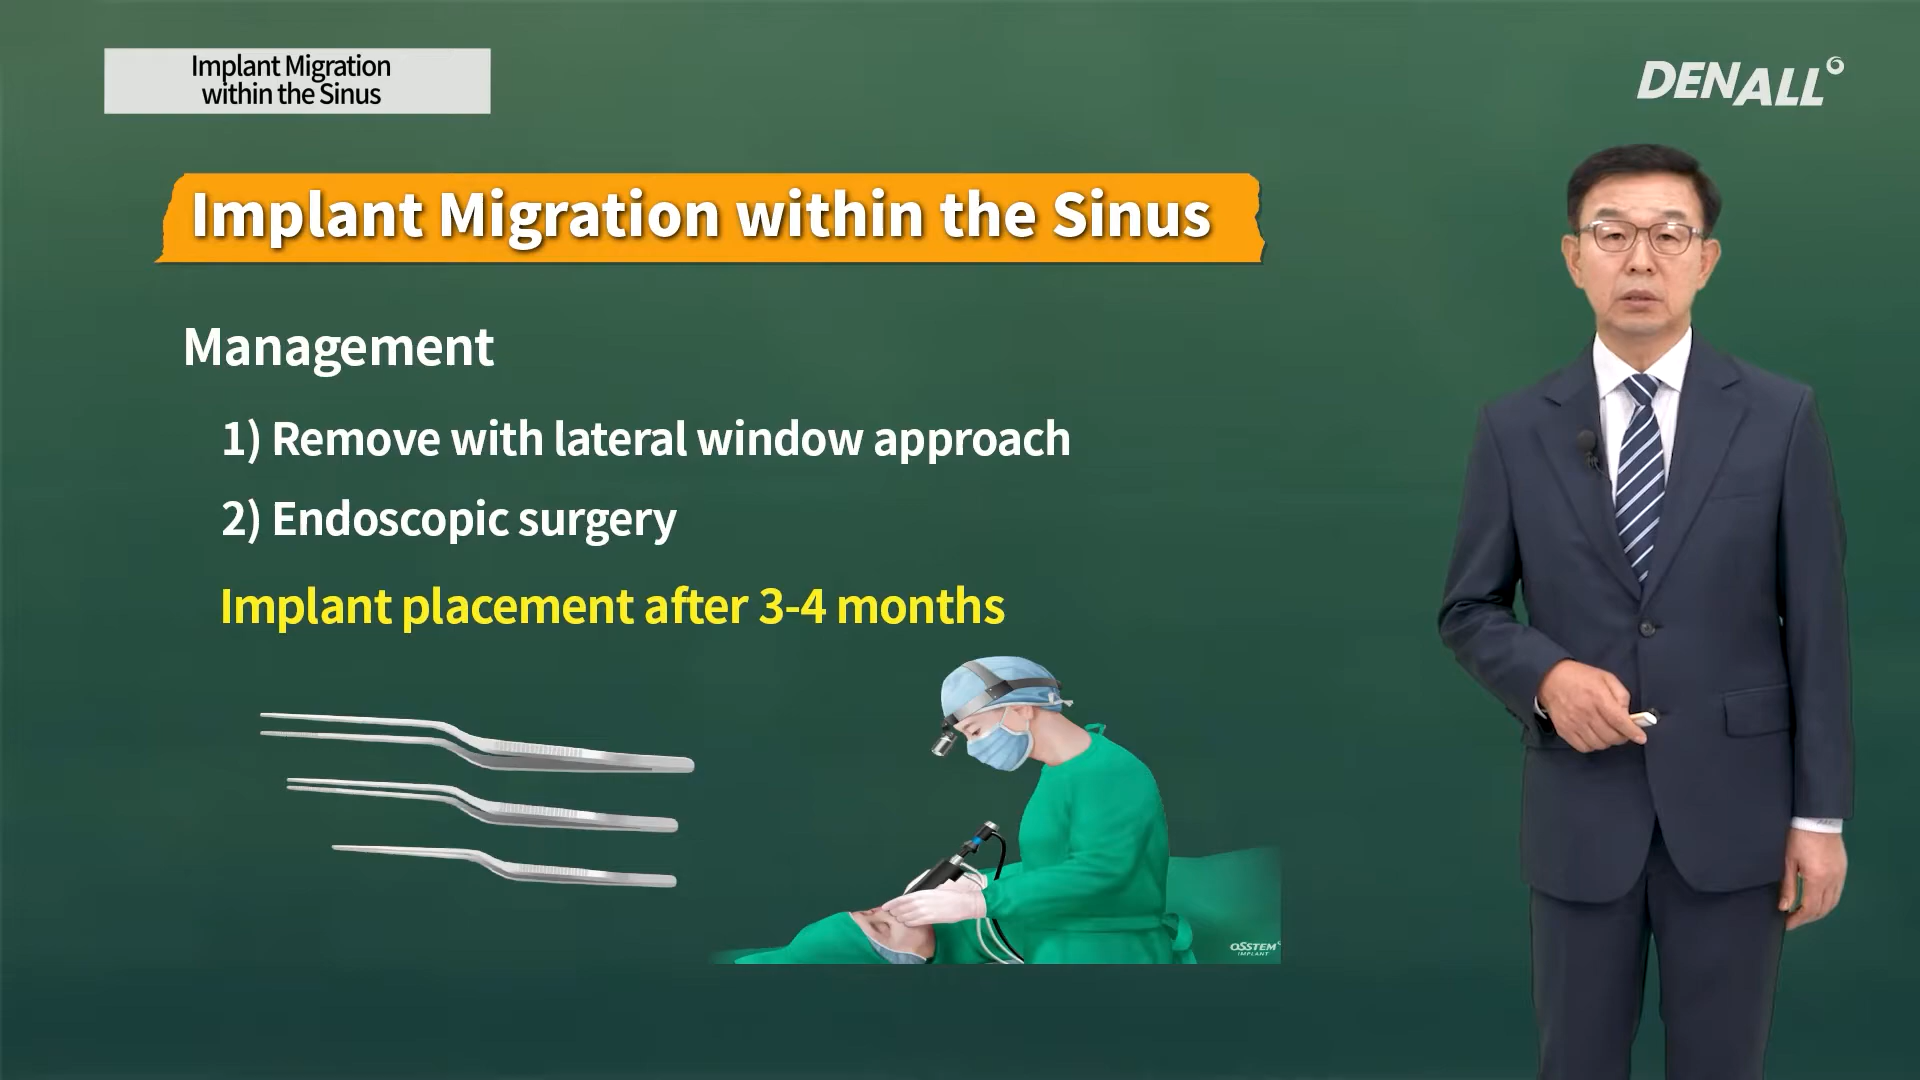 Implant Migration
within the Sinus
DENALL
Implant Migration within the Sinus
Management
1) Remove with lateral window approach
2) Endoscopic surgery
Implant placement after 3-4 months
OSSTEM
IMPLANT